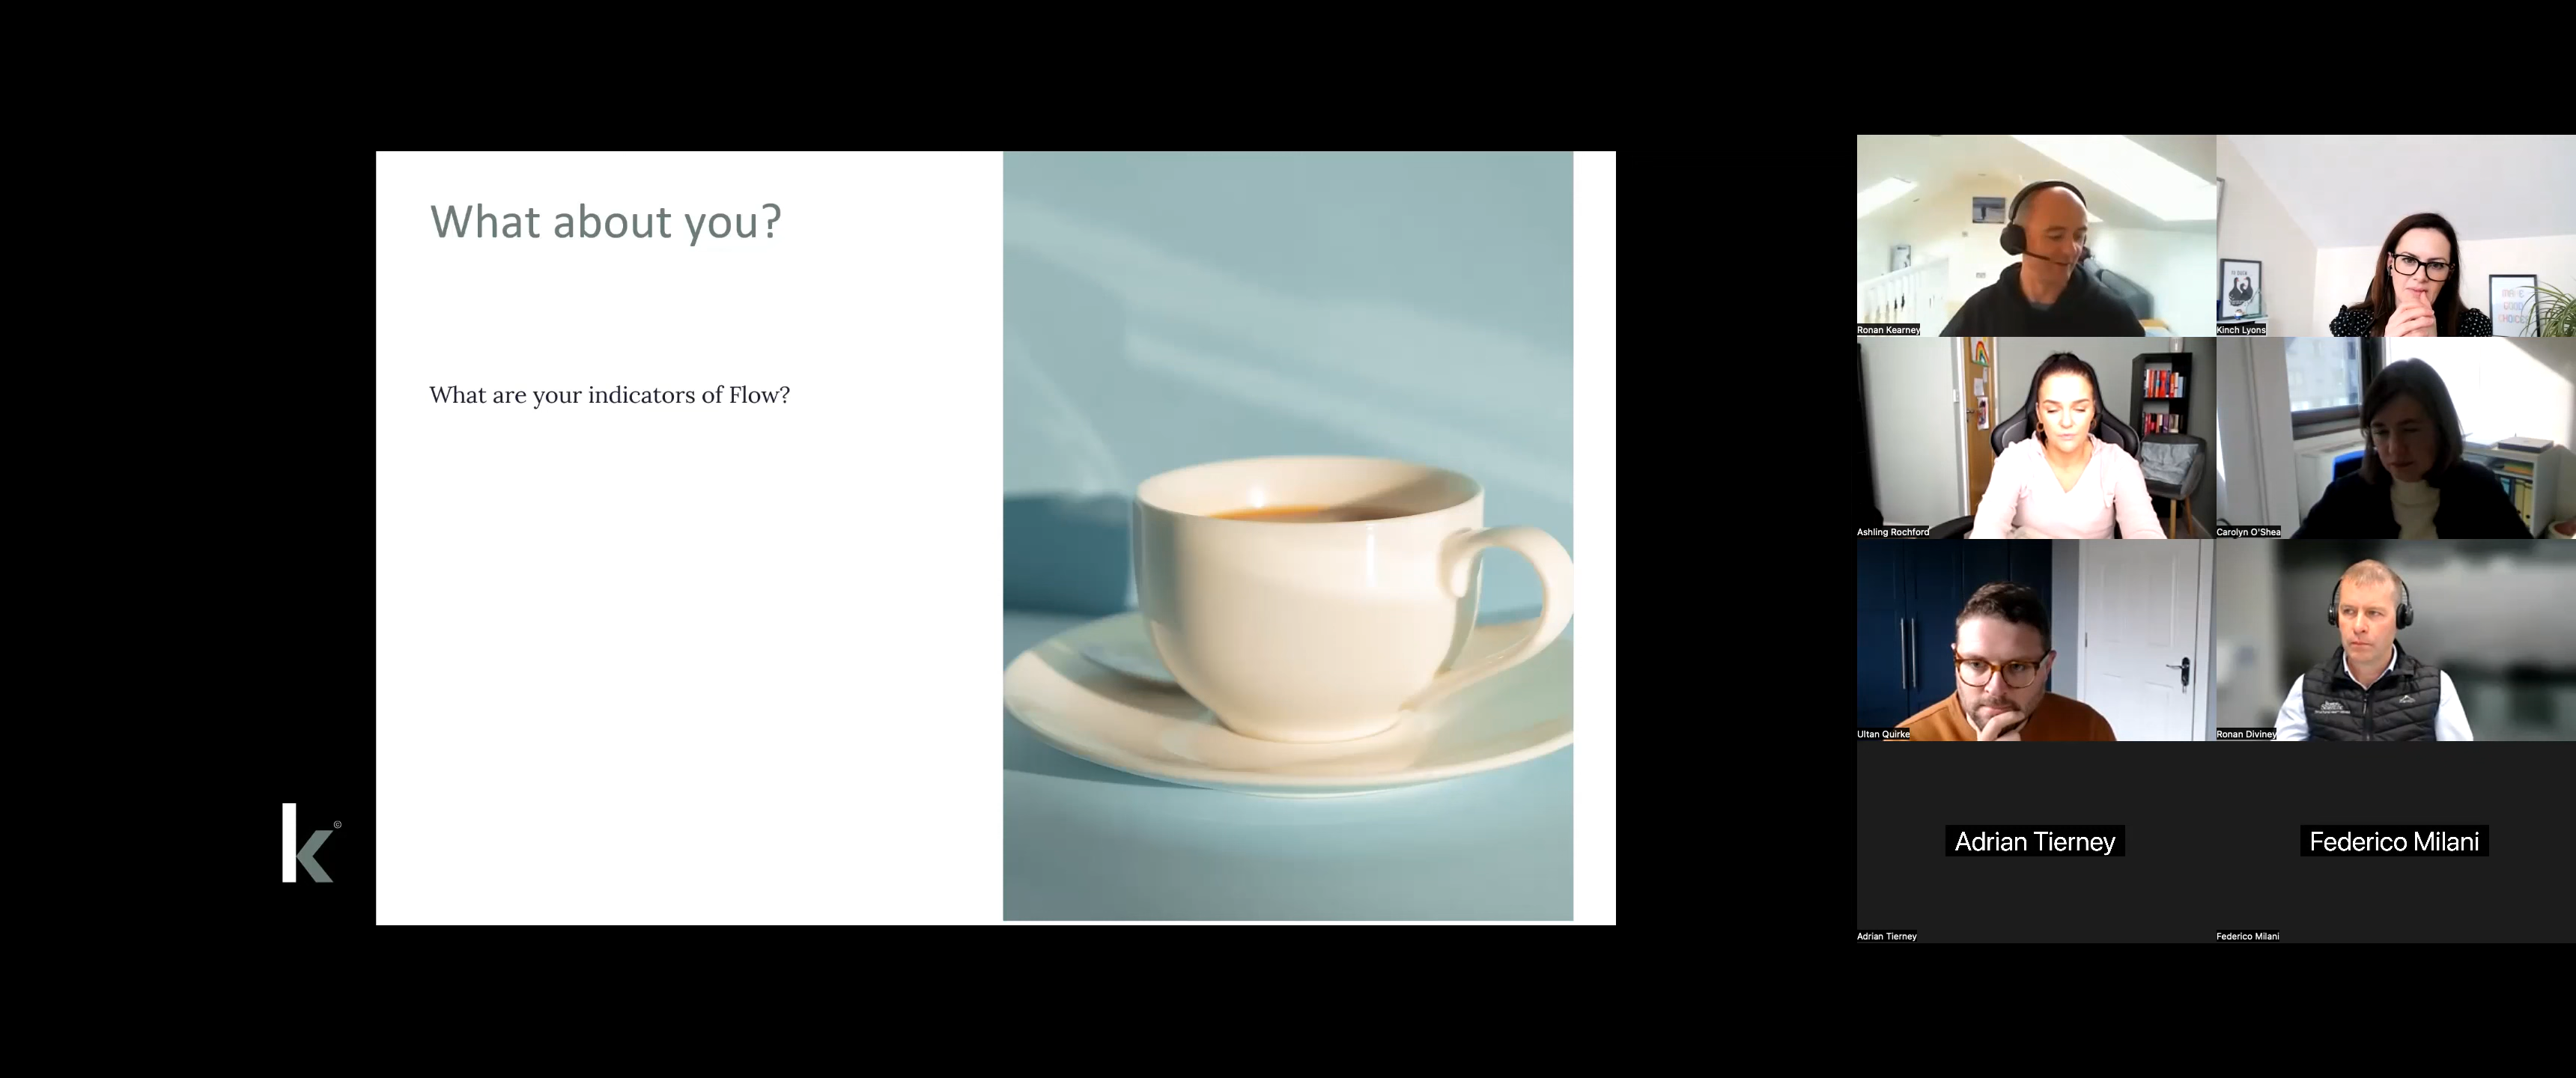 What about you?
What are your indicators of Flow?
k©
Ronan Kearney
Kinch Lyons
Ashling Rochford
Carolyn O'Shea
Ultan Quirke
Ronan Diviney
Adrian Tierney
Federico Milani
Adrian Tierney
Federico Milani